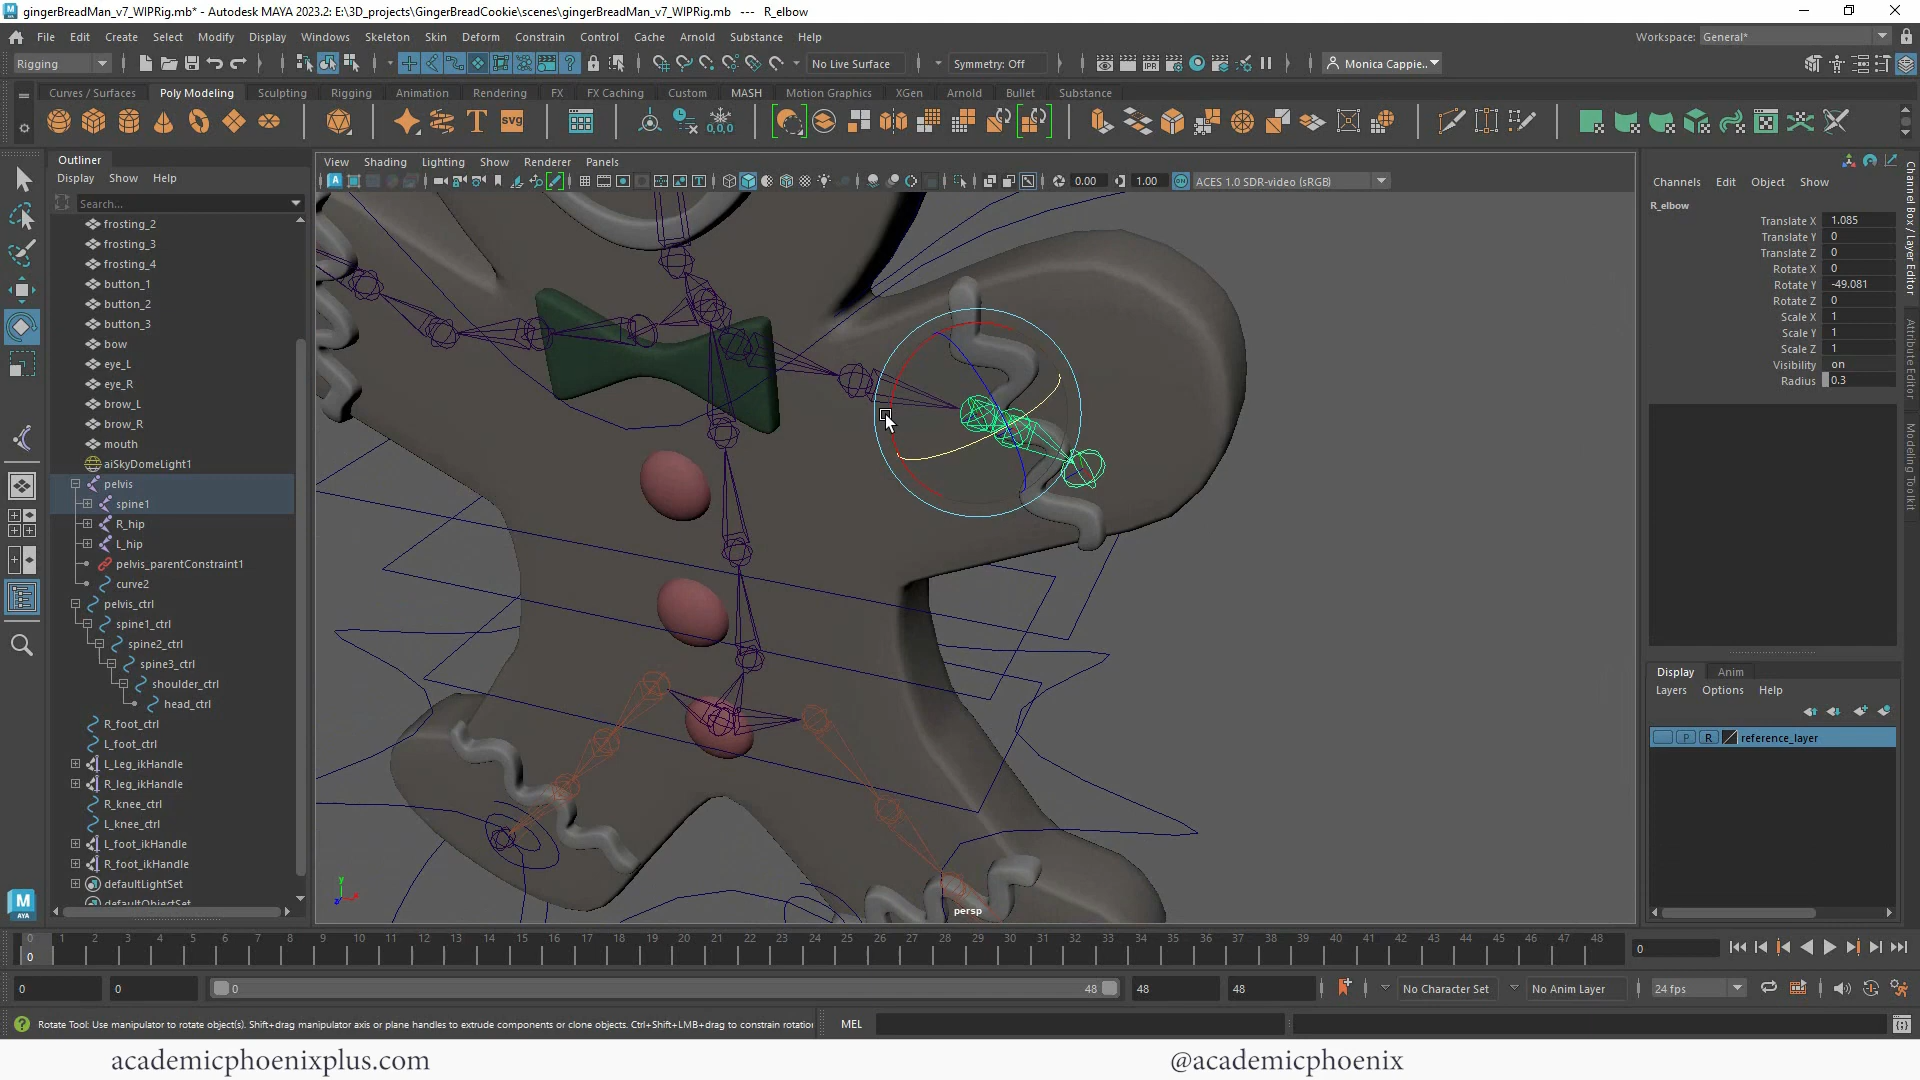 gingerBreadMan_v7_WIPRig.mb* - Autodesk MAYA 2023.2: E:\3D_projects\GingerBreadCookie\scenes\gingerBreadMan_v7_WIPRig.mb --- R_elbow
File Edit Create Select Modify Display Windows Skeleton Skin Deform Constrain Control Cache Arnold Substance Help
Workspace: General*
Rigging
No Live Surface
Symmetry: Off
Monica Cappie...
Curves / Surfaces Poly Modeling Sculpting Rigging Animation Rendering FX FX Caching Custom MASH Motion Graphics XGen Arnold Bullet Substance
T
svg
0,0,0
IPR
Outliner
Display Show Help
Search...
frosting_2
frosting_3
frosting_4
button_1
button_2
button_3
bow
eye_L
eye_R
brow_L
brow_R
mouth
aiSkyDomeLight1
pelvis
spine1
R_hip
L_hip
pelvis_parentConstraint1
curve2
pelvis_ctrl
spine1_ctrl
spine2_ctrl
spine3_ctrl
shoulder_ctrl
head_ctrl
R_foot_ctrl
L_foot_ctrl
L_Leg_ikHandle
R_leg_ikHandle
R_knee_ctrl
L_knee_ctrl
L_foot_ikHandle
R_foot_ikHandle
defaultLightSet
defaultObjectSet
View Shading Lighting Show Renderer Panels
0.00
1.00
ACES 1.0 SDR-video (sRGB)
persp
y
Channels Edit Object Show
R_elbow
Translate X 1.085
Translate Y 0
Translate Z 0
Rotate X 0
Rotate Y -49.081
Rotate Z 0
Scale X 1
Scale Y 1
Scale Z 1
Visibility on
Radius 0.3
Channel Box / Layer Editor
Attribute Editor
Modeling Toolkit
Display Anim
Layers Options Help
P R reference_layer
M
AYA
0 1 2 3 4 5 6 7 8 9 10 11 12 13 14 15 16 17 18 19 20 21 22 23 24 25 26 27 28 29 30 31 32 33 34 35 36 37 38 39 40 41 42 43 44 45 46 47 48
0
0
0 0 0 48 48 48
No Character Set
No Anim Layer
24 fps
Rotate Tool: Use manipulator to rotate object(s). Shift+drag manipulator axis or plane handles to extrude components or clone objects. Ctrl+Shift+LMB+drag to constrain rotation
MEL
academicphoenixplus.com
@academicphoenix